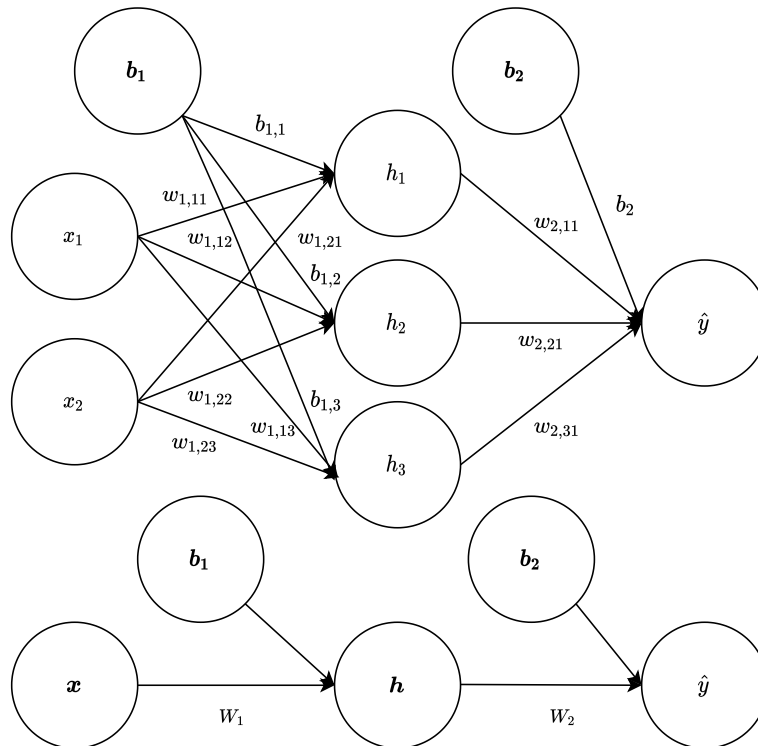 b₁
b₂
b₁,₁
h₁
w₁,₁₁
b₂
w₂,₁₁
x₁
w₁,₁₂
w₁,₂₁
b₁,₂
h₂
ŷ
w₂,₂₁
x₂
w₁,₂₂
b₁,₃
w₁,₂₃
w₁,₁₃
w₂,₃₁
h₃
b₁
b₂
x
h
ŷ
W₁
W₂